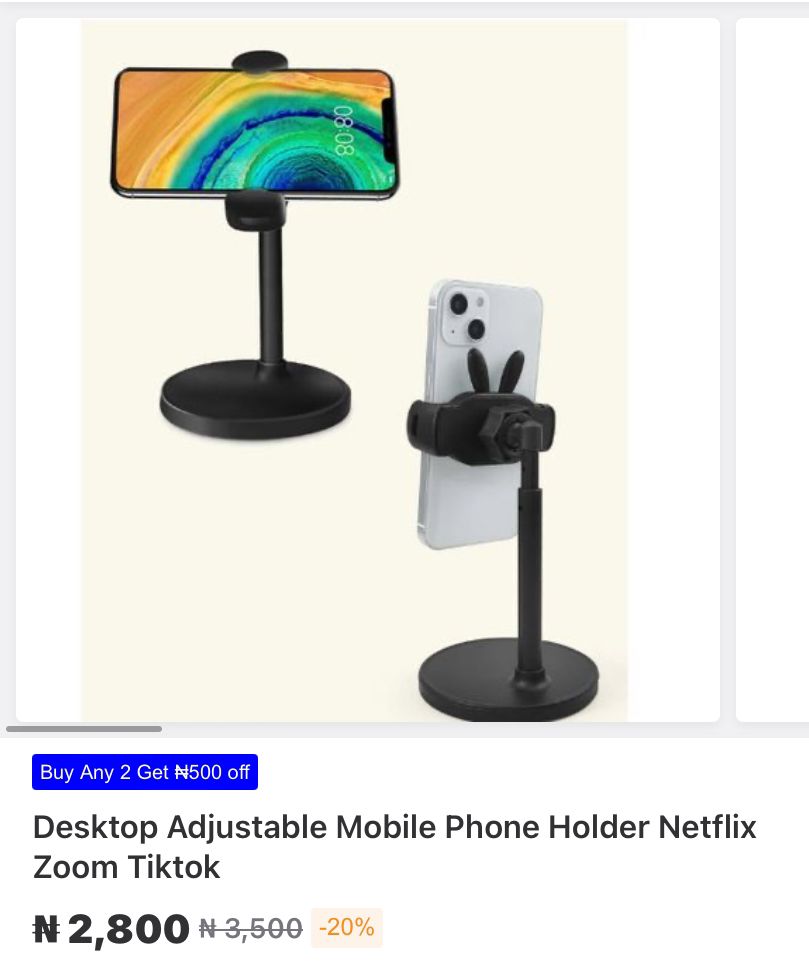 08:08
Buy Any 2 Get ₦500 off
Desktop Adjustable Mobile Phone Holder Netflix
Zoom Tiktok
₦ 2,800 ₦ 3,500 -20%